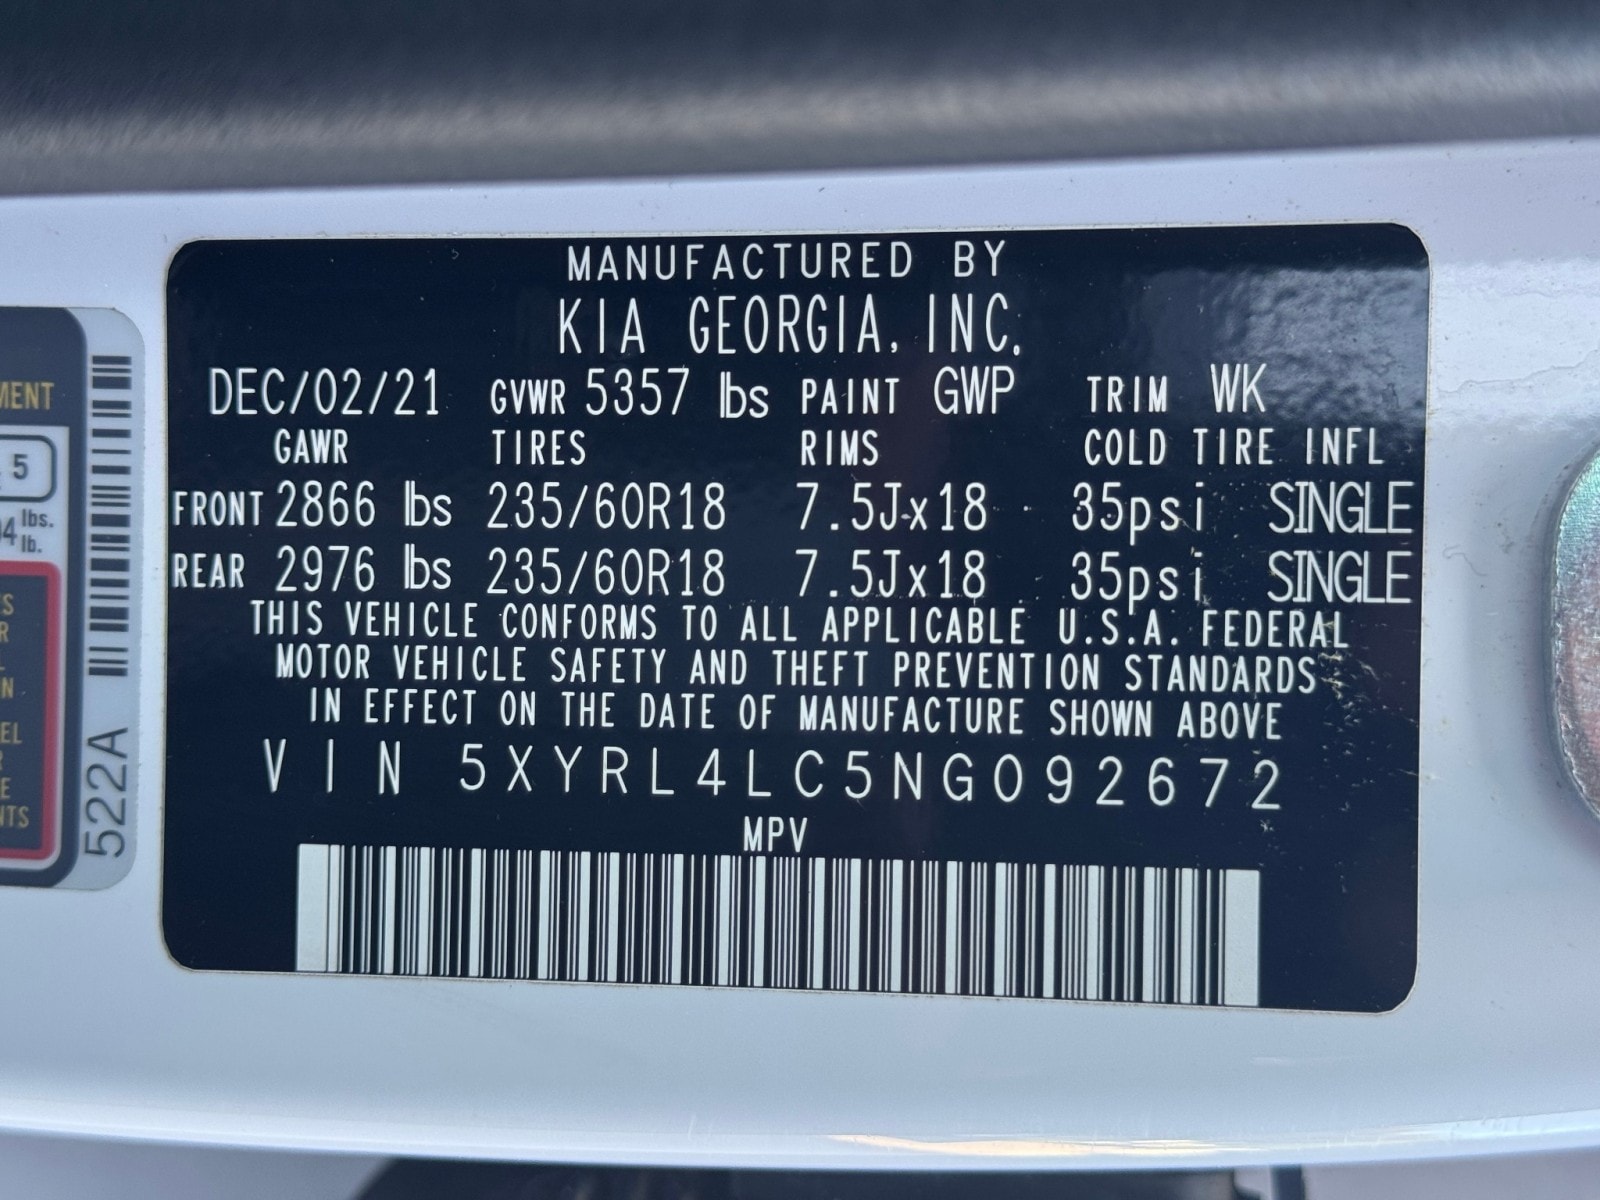 MANUFACTURED BY
KIA GEORGIA, INC.
DEC/02/21 GVWR 5357 lbs PAINT GWP TRIM WK
GAWR TIRES RIMS COLD TIRE INFL
FRONT 2866 lbs 235/60R18 7.5Jx18 35psi SINGLE
REAR 2976 lbs 235/60R18 7.5Jx18 35psi SINGLE
THIS VEHICLE CONFORMS TO ALL APPLICABLE U.S.A. FEDERAL
MOTOR VEHICLE SAFETY AND THEFT PREVENTION STANDARDS
IN EFFECT ON THE DATE OF MANUFACTURE SHOWN ABOVE
VIN 5XYRL4LC5NG092672
MPV
5
lbs.
lb.
522A